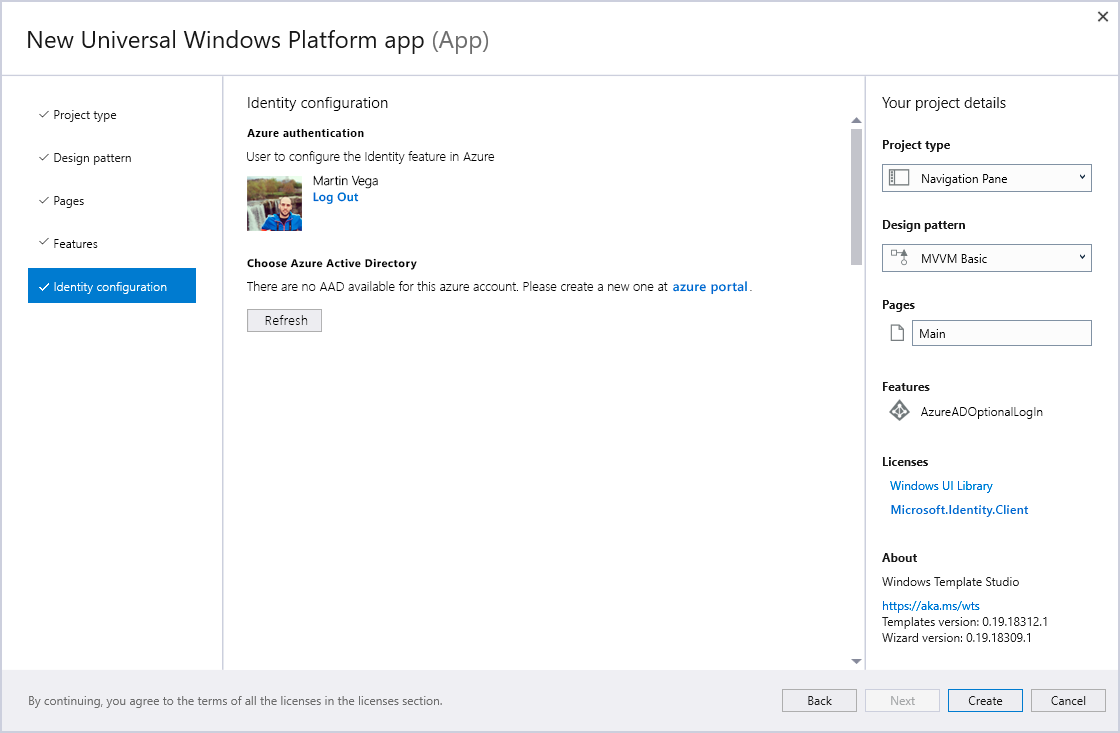 New Universal Windows Platform app (App)
Project type
Design pattern
Pages
Features
Identity configuration
Identity configuration
Azure authentication
User to configure the Identity feature in Azure
Martin Vega
Log Out
Choose Azure Active Directory
There are no AAD available for this azure account. Please create a new one at azure portal.
Refresh
Your project details
Project type
Navigation Pane
Design pattern
MVVM Basic
Pages
Main
Features
AzureADOptionalLogIn
Licenses
Windows UI Library
Microsoft.Identity.Client
About
Windows Template Studio
https://aka.ms/wts
Templates version: 0.19.18312.1
Wizard version: 0.19.18309.1
By continuing, you agree to the terms of all the licenses in the licenses section.
Back
Next
Create
Cancel